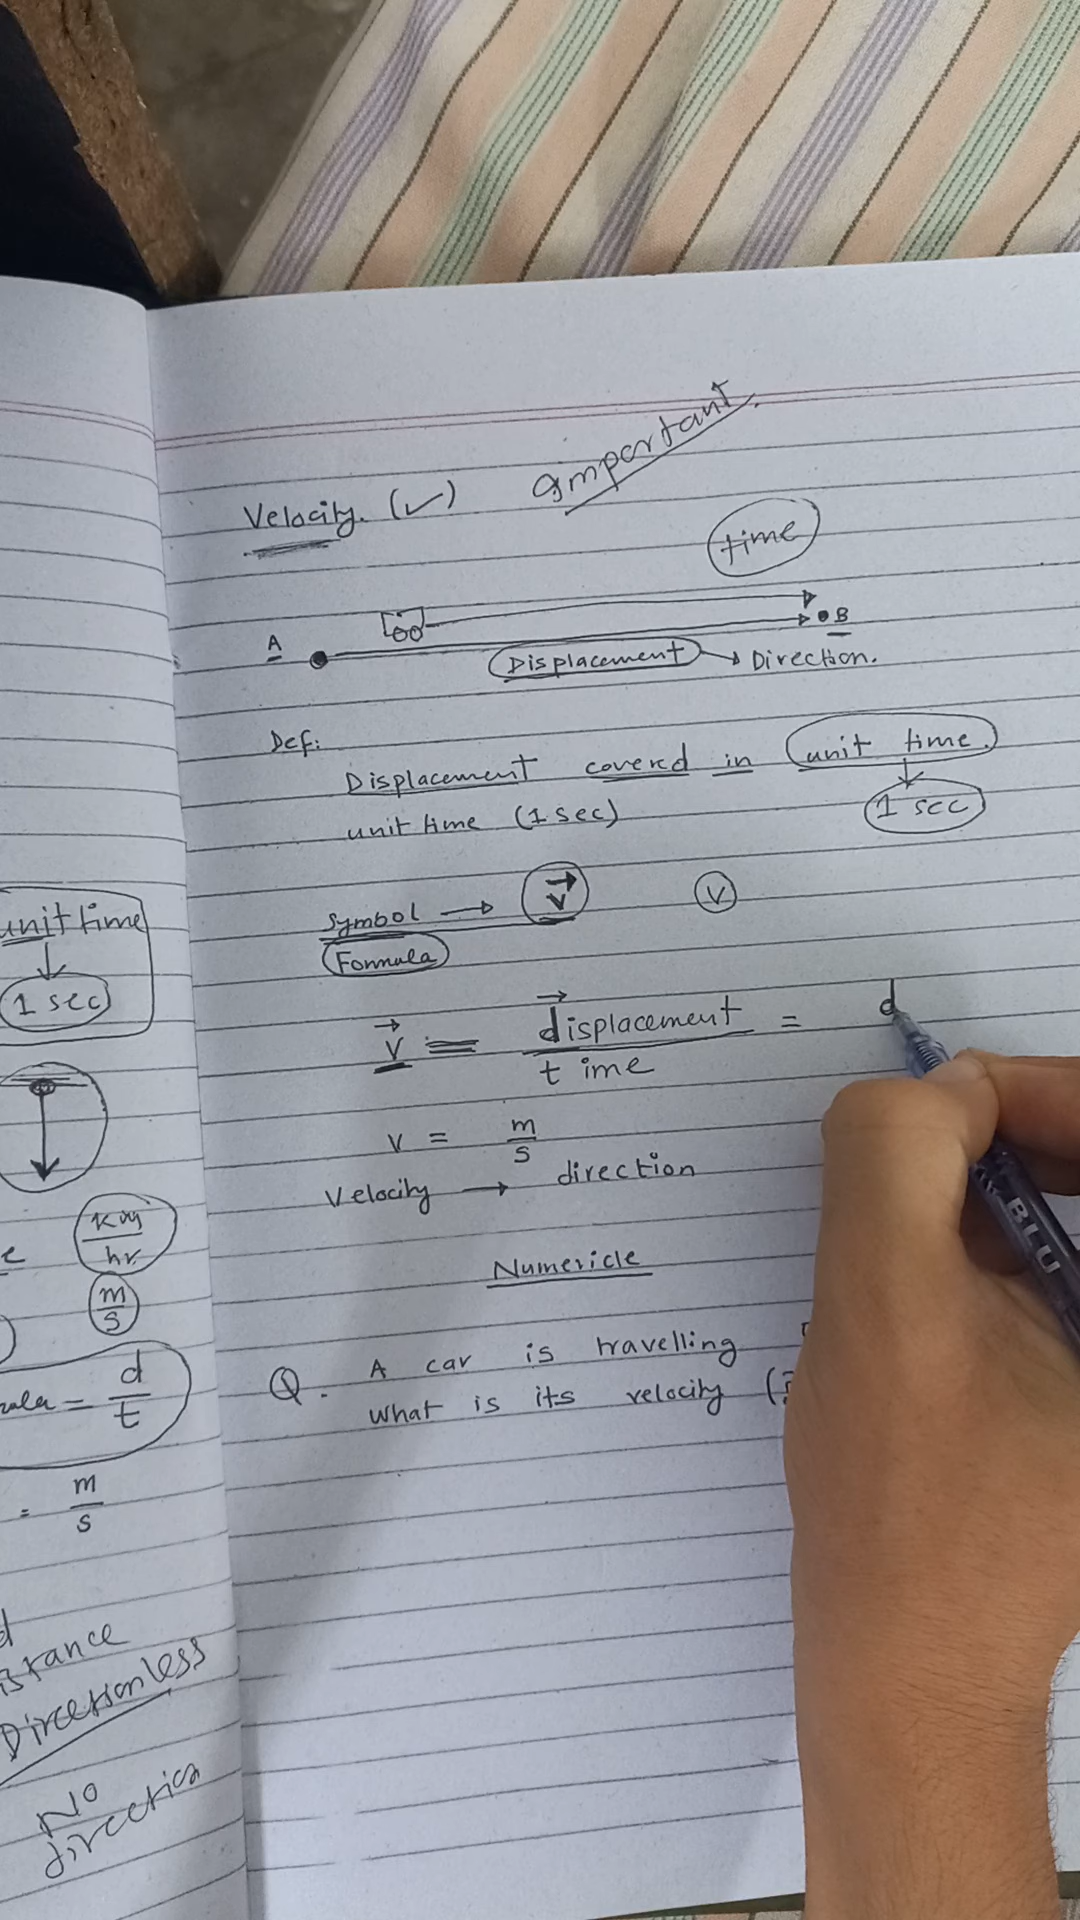 unit time
1 sec
Km
hr
m
s
= d
t
= m
s
Directionless
No
direction
Velocity. (✓) Important.
time
A
B
Displacement → Direction.
Def:
Displacement coverd in unit time.
unit time (1 sec)
1 sec
Symbol → v⃗ v
Formula
v⃗ = displacement = d
time
v = m
s
Velocity → direction
Numericle
Q. A car is travelling
What is its velocity (
BLU